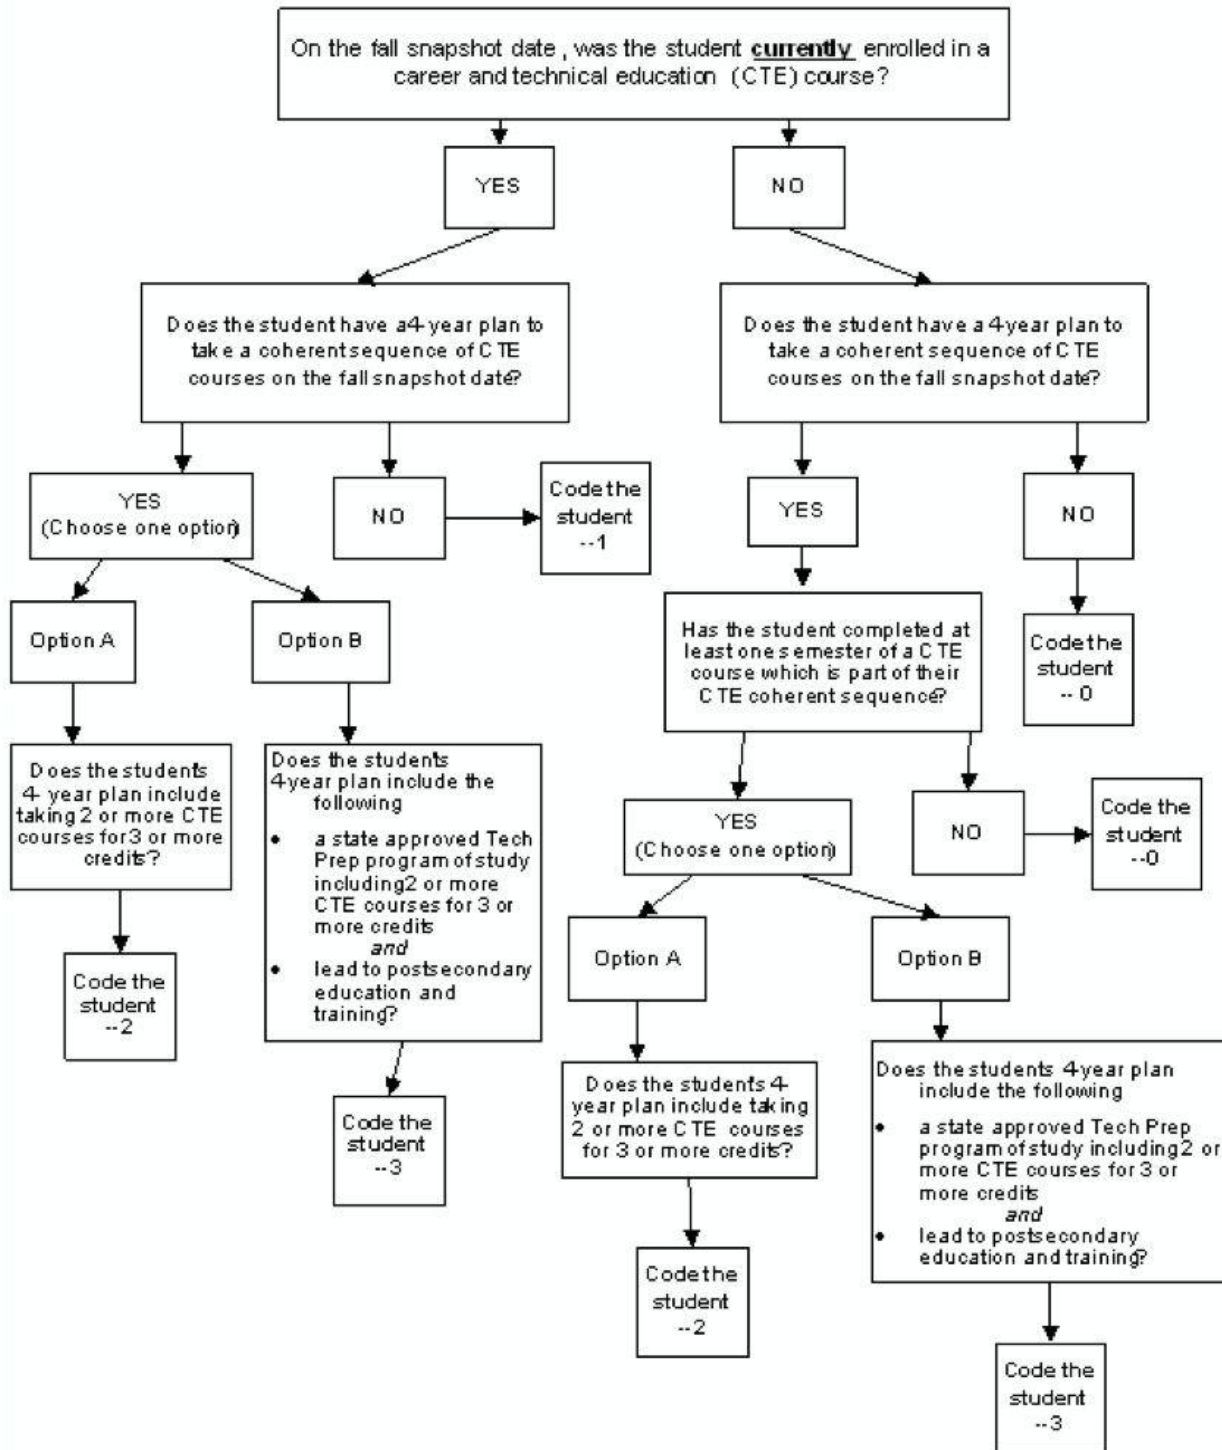 On the fall snapshot date , was the student currently enrolled in a
career and technical education (CTE) course?
YES
NO
Does the student have a 4 year plan to
take a coherent sequence of CTE
courses on the fall snapshot date?
Does the student have a 4 year plan to
take a coherent sequence of CTE
courses on the fall snapshot date?
YES
(Choose one option)
NO
Code the
student
--1
YES
NO
Option A
Option B
Has the student completed at
least one semester of a CTE
course which is part of their
CTE coherent sequence?
Code the
student
-- 0
Does the student's
4- year plan include
taking 2 or more CTE
courses for 3 or more
credits?
Does the student's
4 year plan include the
following
• a state approved Tech
Prep program of study
including 2 or more
CTE courses for 3 or
more credits
and
• lead to postsecondary
education and
training?
YES
(Choose one option)
NO
Code the
student
--0
Code the
student
--2
Option A
Option B
Code the
student
--3
Does the student's 4-
year plan include taking
2 or more CTE courses
for 3 or more credits?
Does the students 4 year plan
include the following
• a state approved Tech Prep
program of study including 2 or
more CTE courses for 3 or
more credits
and
• lead to postsecondary
education and training?
Code the
student
--2
Code the
student
--3